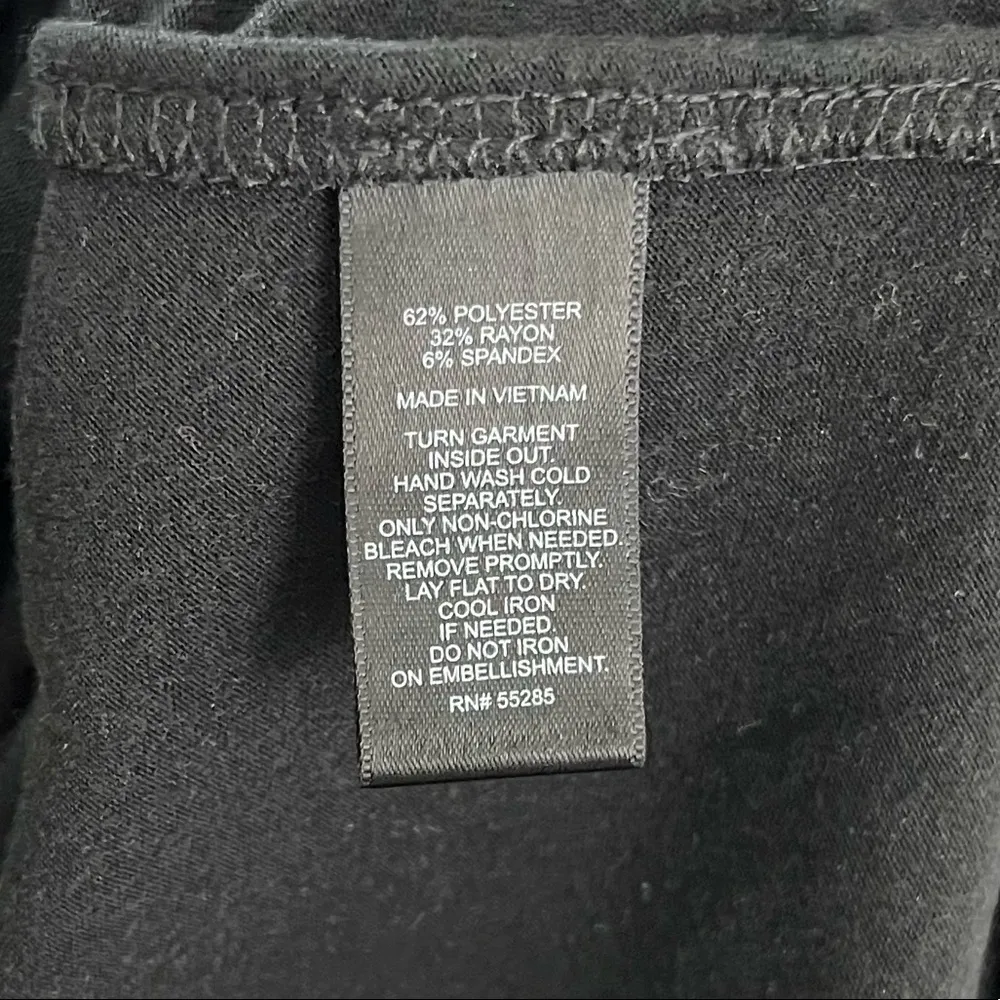 62% POLYESTER
32% RAYON
6% SPANDEX
MADE IN VIETNAM
TURN GARMENT
INSIDE OUT.
HAND WASH COLD
SEPARATELY.
ONLY NON-CHLORINE
BLEACH WHEN NEEDED.
REMOVE PROMPTLY.
LAY FLAT TO DRY.
COOL IRON
IF NEEDED.
DO NOT IRON
ON EMBELLISHMENT.
RN# 55285